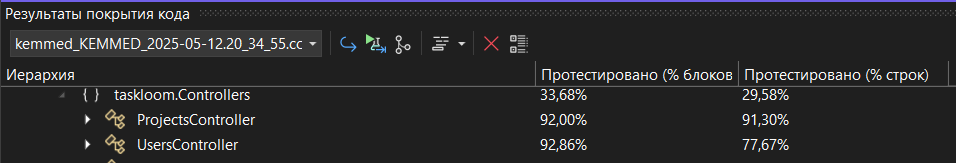 Результаты покрытия кода
kemmed_KEMMED_2025-05-12.20_34_55.cc
Иерархия Протестировано (% блоков Протестировано (% строк)
{ } taskloom.Controllers 33,68% 29,58%
ProjectsController 92,00% 91,30%
UsersController 92,86% 77,67%